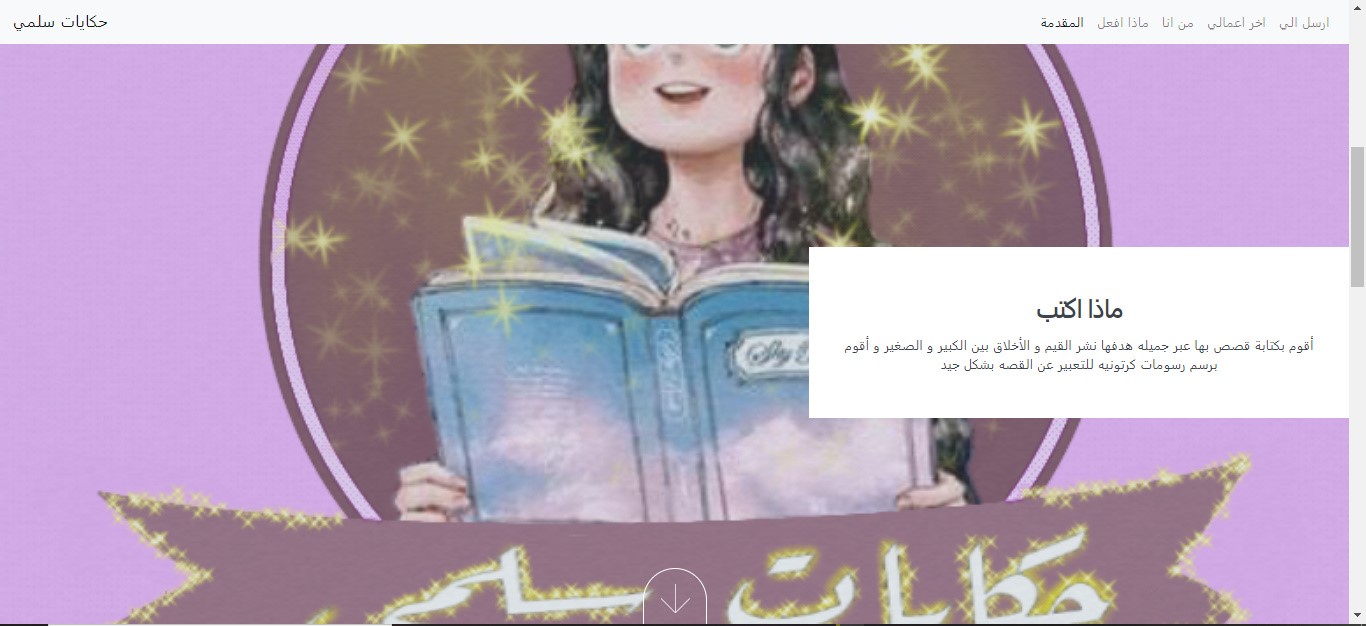 حكايات سلمي
المقدمة ماذا افعل من انا اخر اعمالي ارسل الي
ماذا اكتب
أقوم بكتابة قصص بها عبر جميله هدفها نشر القيم و الأخلاق بين الكبير و الصغير و أقوم
برسم رسومات كرتونيه للتعبير عن القصه بشكل جيد
حكايات سلمي